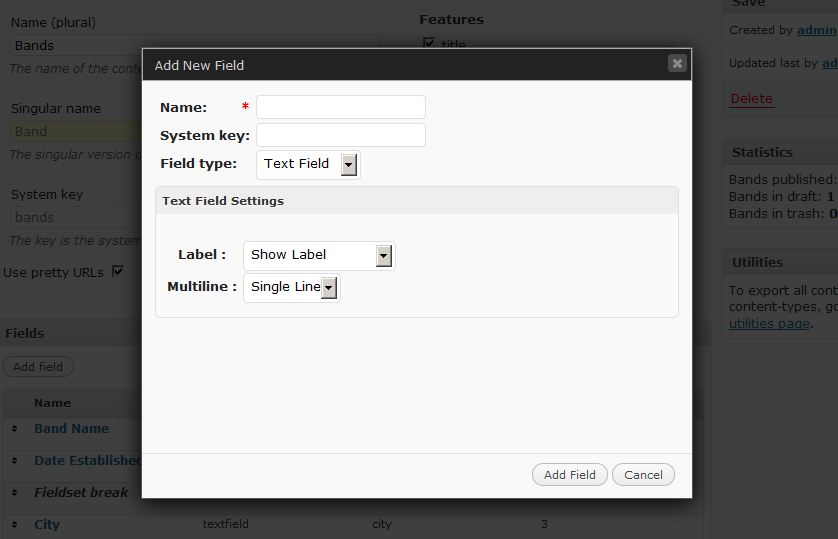 Name (plural)
Bands
The name of the conte
Singular name
Band
The singular version o
System key
bands
The key is the system
Use pretty URLs
Features
title
Save
Created by admin
Updated last by ad
Delete
Statistics
Bands published:
Bands in draft: 1
Bands in trash: 0
Utilities
To export all cont
content-types, go
utilities page.
Add New Field
Name: *
System key:
Field type: Text Field
Text Field Settings
Label : Show Label
Multiline : Single Line
Add Field Cancel
Fields
Add field
Name
Band Name
Date Established
Fieldset break
City textfield city 3